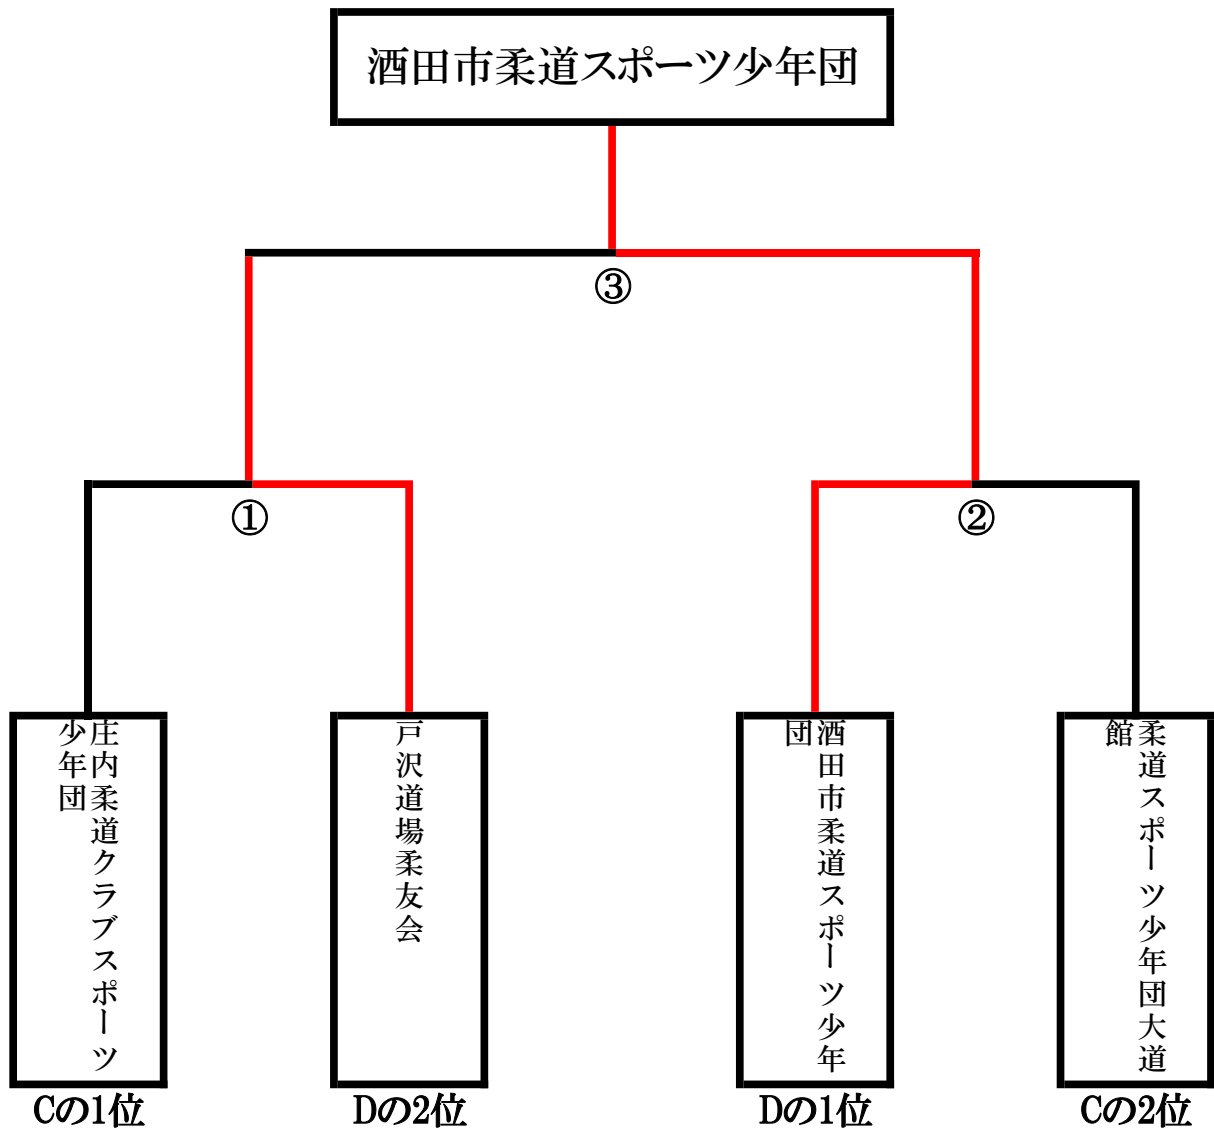 酒田市柔道スポーツ少年団
③
①
②
庄内柔道クラブスポーツ
少年団
戸沢道場柔友会
酒田市柔道スポーツ少年
団
柔道スポーツ少年団大道
館
Cの1位
Dの2位
Dの1位
Cの2位